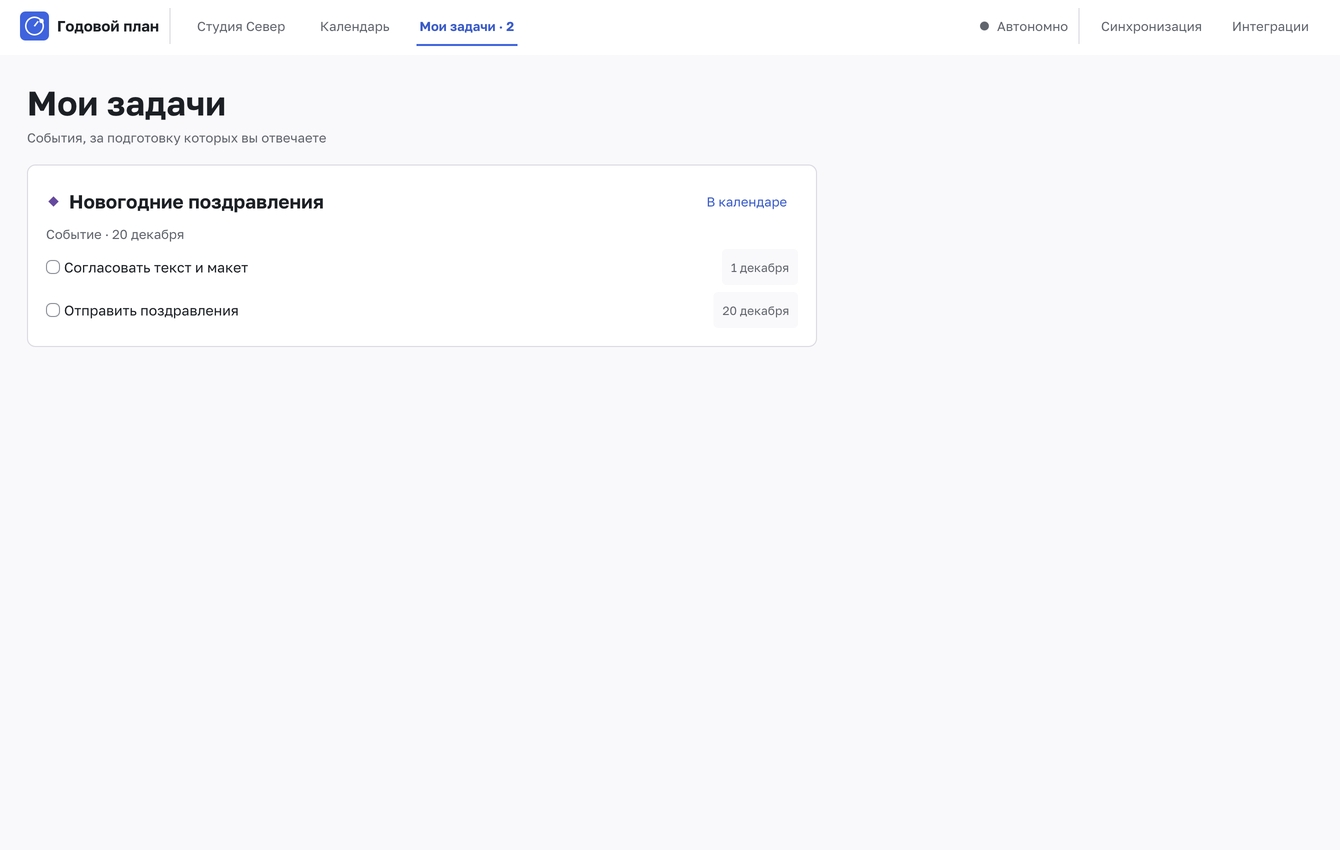 Годовой план
Студия Север
Календарь
Мои задачи · 2
Автономно
Синхронизация
Интеграции
Мои задачи
События, за подготовку которых вы отвечаете
Новогодние поздравления
В календаре
Событие · 20 декабря
Согласовать текст и макет
1 декабря
Отправить поздравления
20 декабря